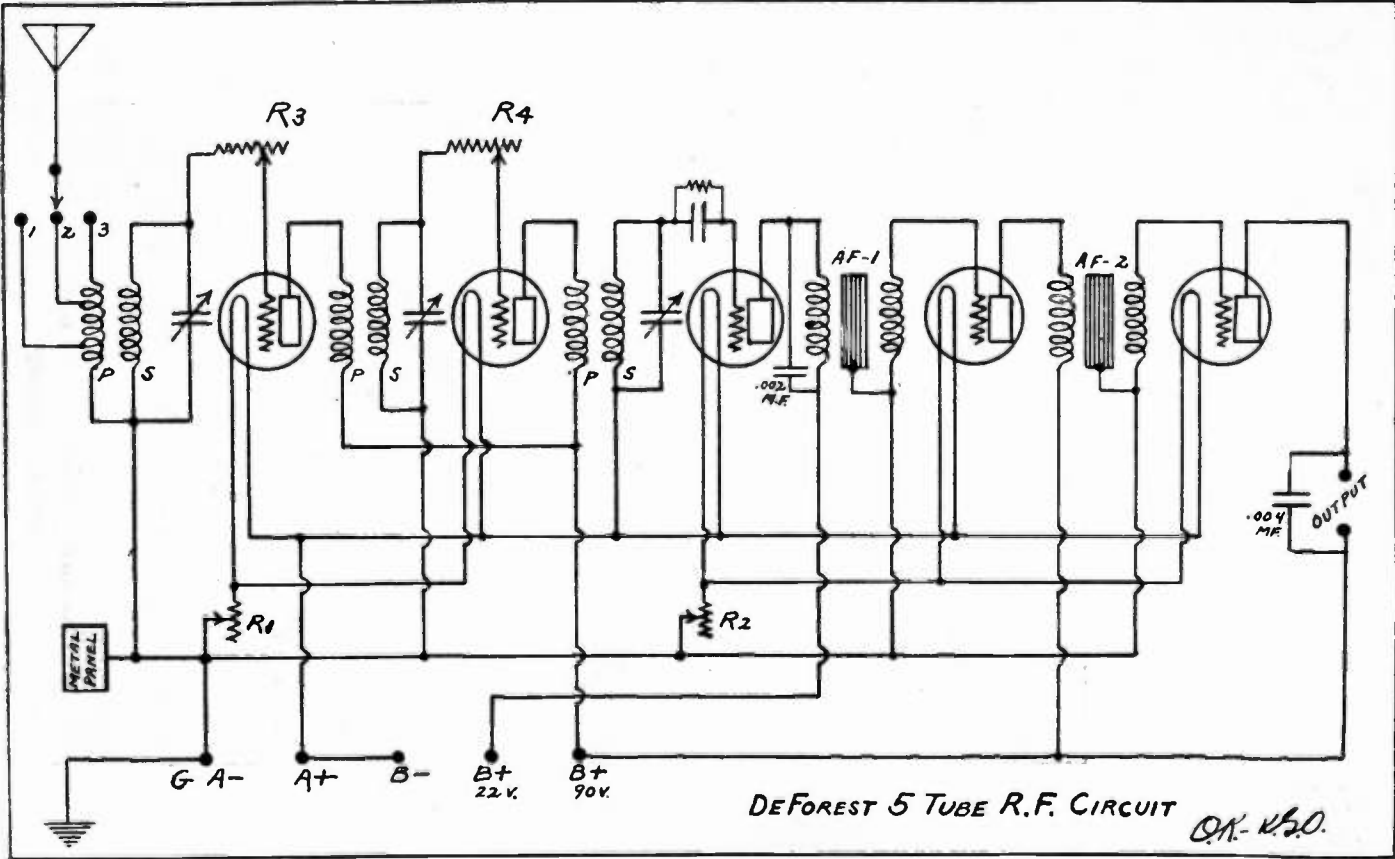 R3
R4
1
2
3
AF-1
AF-2
P
S
P
S
P
S
.002
M.F.
OUTPUT
.004
MF.
R1
R2
METAL
PANEL
G A-
A+
B-
B+
22 V.
B+
90 V.
DEFOREST 5 TUBE R.F. CIRCUIT
O.K-